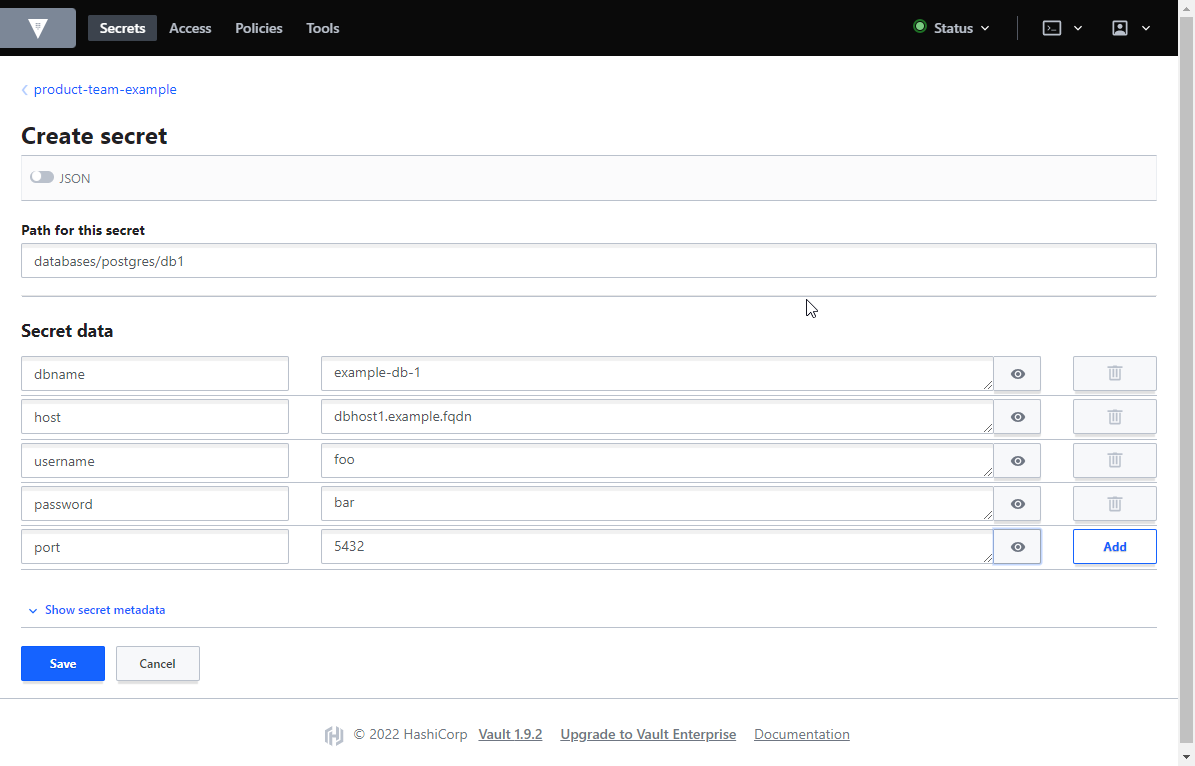 Secrets Access Policies Tools Status
product-team-example
Create secret
JSON
Path for this secret
databases/postgres/db1
Secret data
dbname example-db-1
host dbhost1.example.fqdn
username foo
password bar
port 5432 Add
Show secret metadata
Save Cancel
© 2022 HashiCorp Vault 1.9.2 Upgrade to Vault Enterprise Documentation